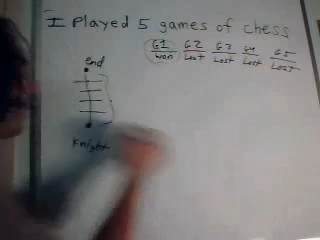 I Played 5 games of chess
G1 G2 G3 G4 G5
won Lost Lost Lost Lost
end
Knight